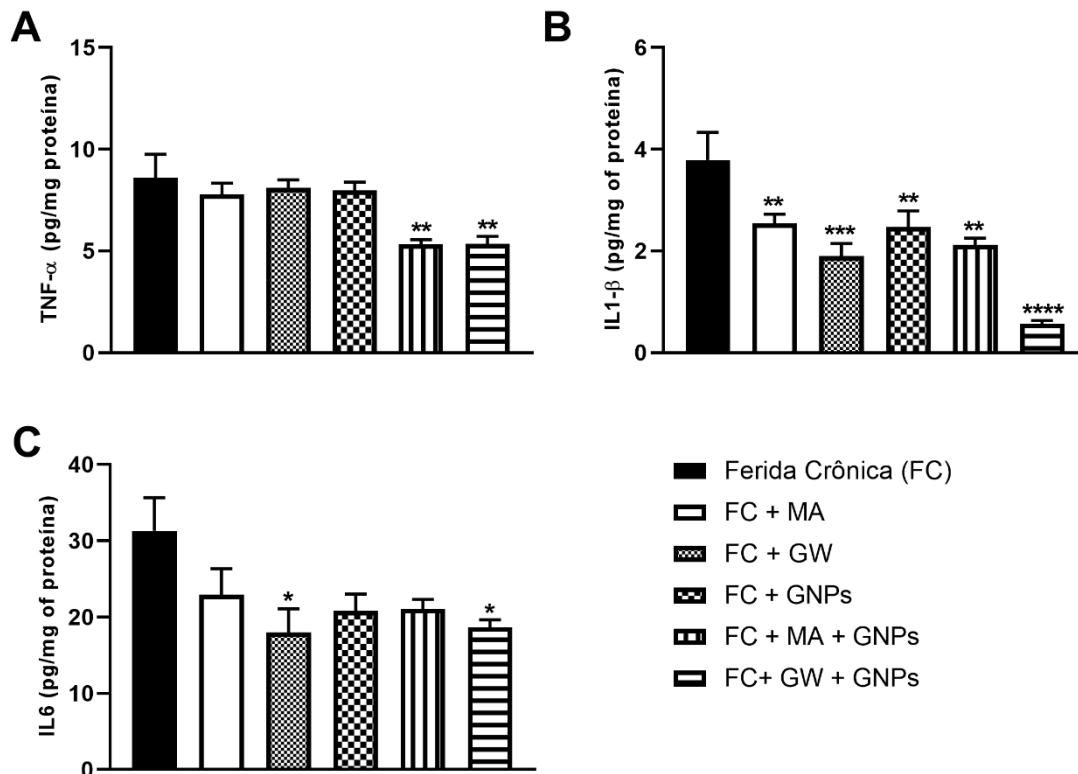 A
TNF-α (pg/mg proteína)
15
10
5
0
**
**
B
IL1-β (pg/mg of proteína)
6
4
2
0
**
***
**
**
****
C
IL6 (pg/mg of proteína)
40
30
20
10
0
*
*
Ferida Crônica (FC)
FC + MA
FC + GW
FC + GNPs
FC + MA + GNPs
FC+ GW + GNPs